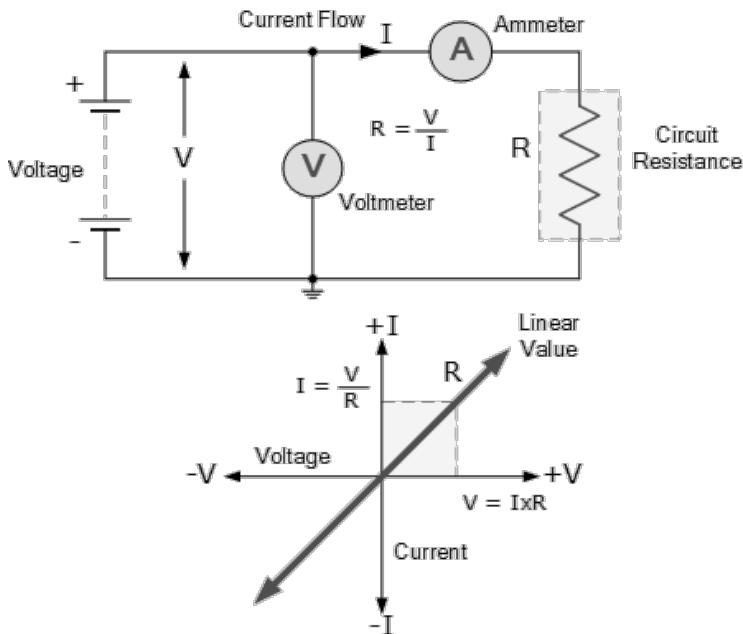 Current Flow
I
Ammeter
A
+
V
R = V/I
R
Circuit
Resistance
Voltage
V
Voltmeter
-
+I
Linear
Value
I = V/R
R
Voltage
-V
+V
V = IxR
Current
-I